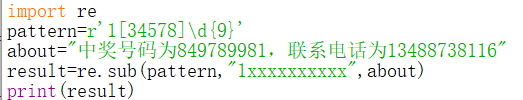 import re
pattern=r'1[34578]\d{9}'
about="中奖号码为849789981，联系电话为13488738116"
result=re.sub(pattern,"1xxxxxxxxxx",about)
print(result)